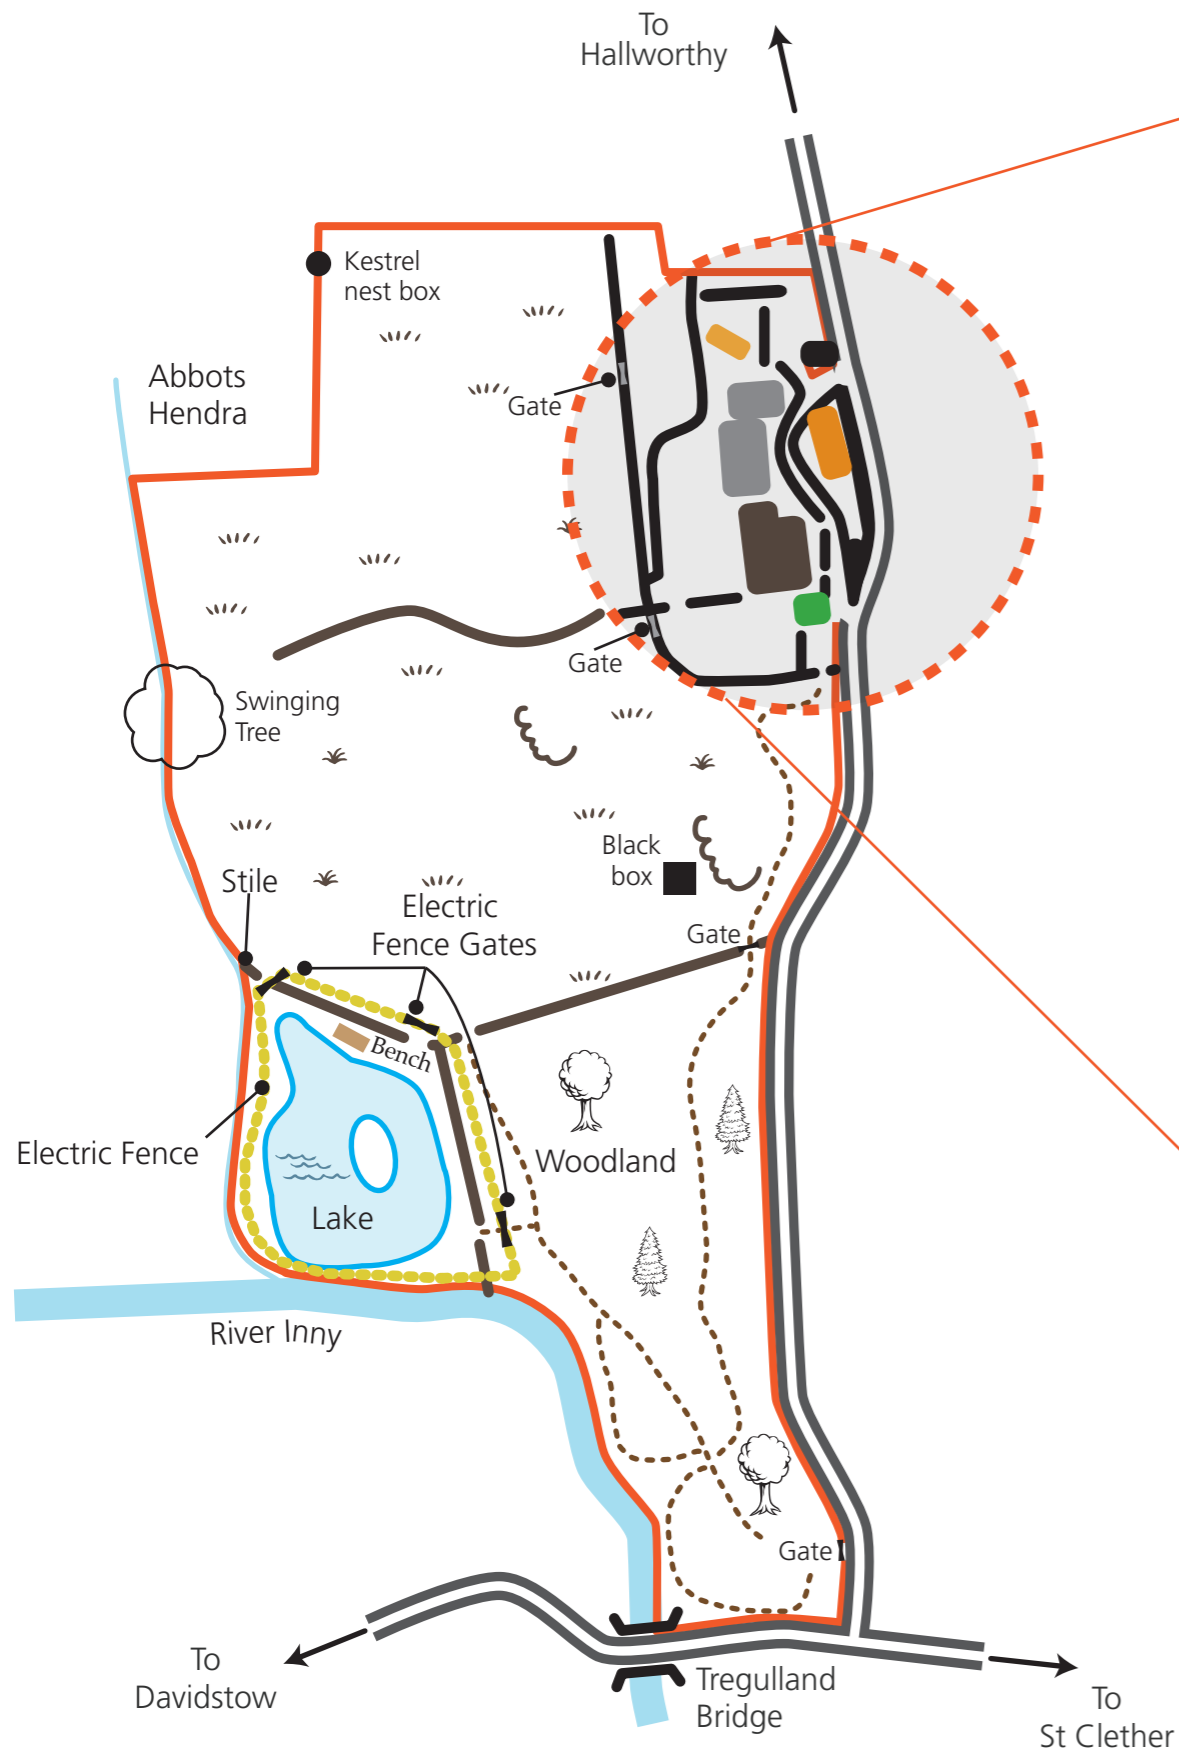 To
Hallworthy
Kestrel
nest box
Abbots
Hendra
Gate
Gate
Swinging
Tree
Black
box
Stile
Electric
Fence Gates
Gate
Bench
Electric Fence
Woodland
Lake
River Inny
Gate
To
Davidstow
Tregulland
Bridge
To
St Clether